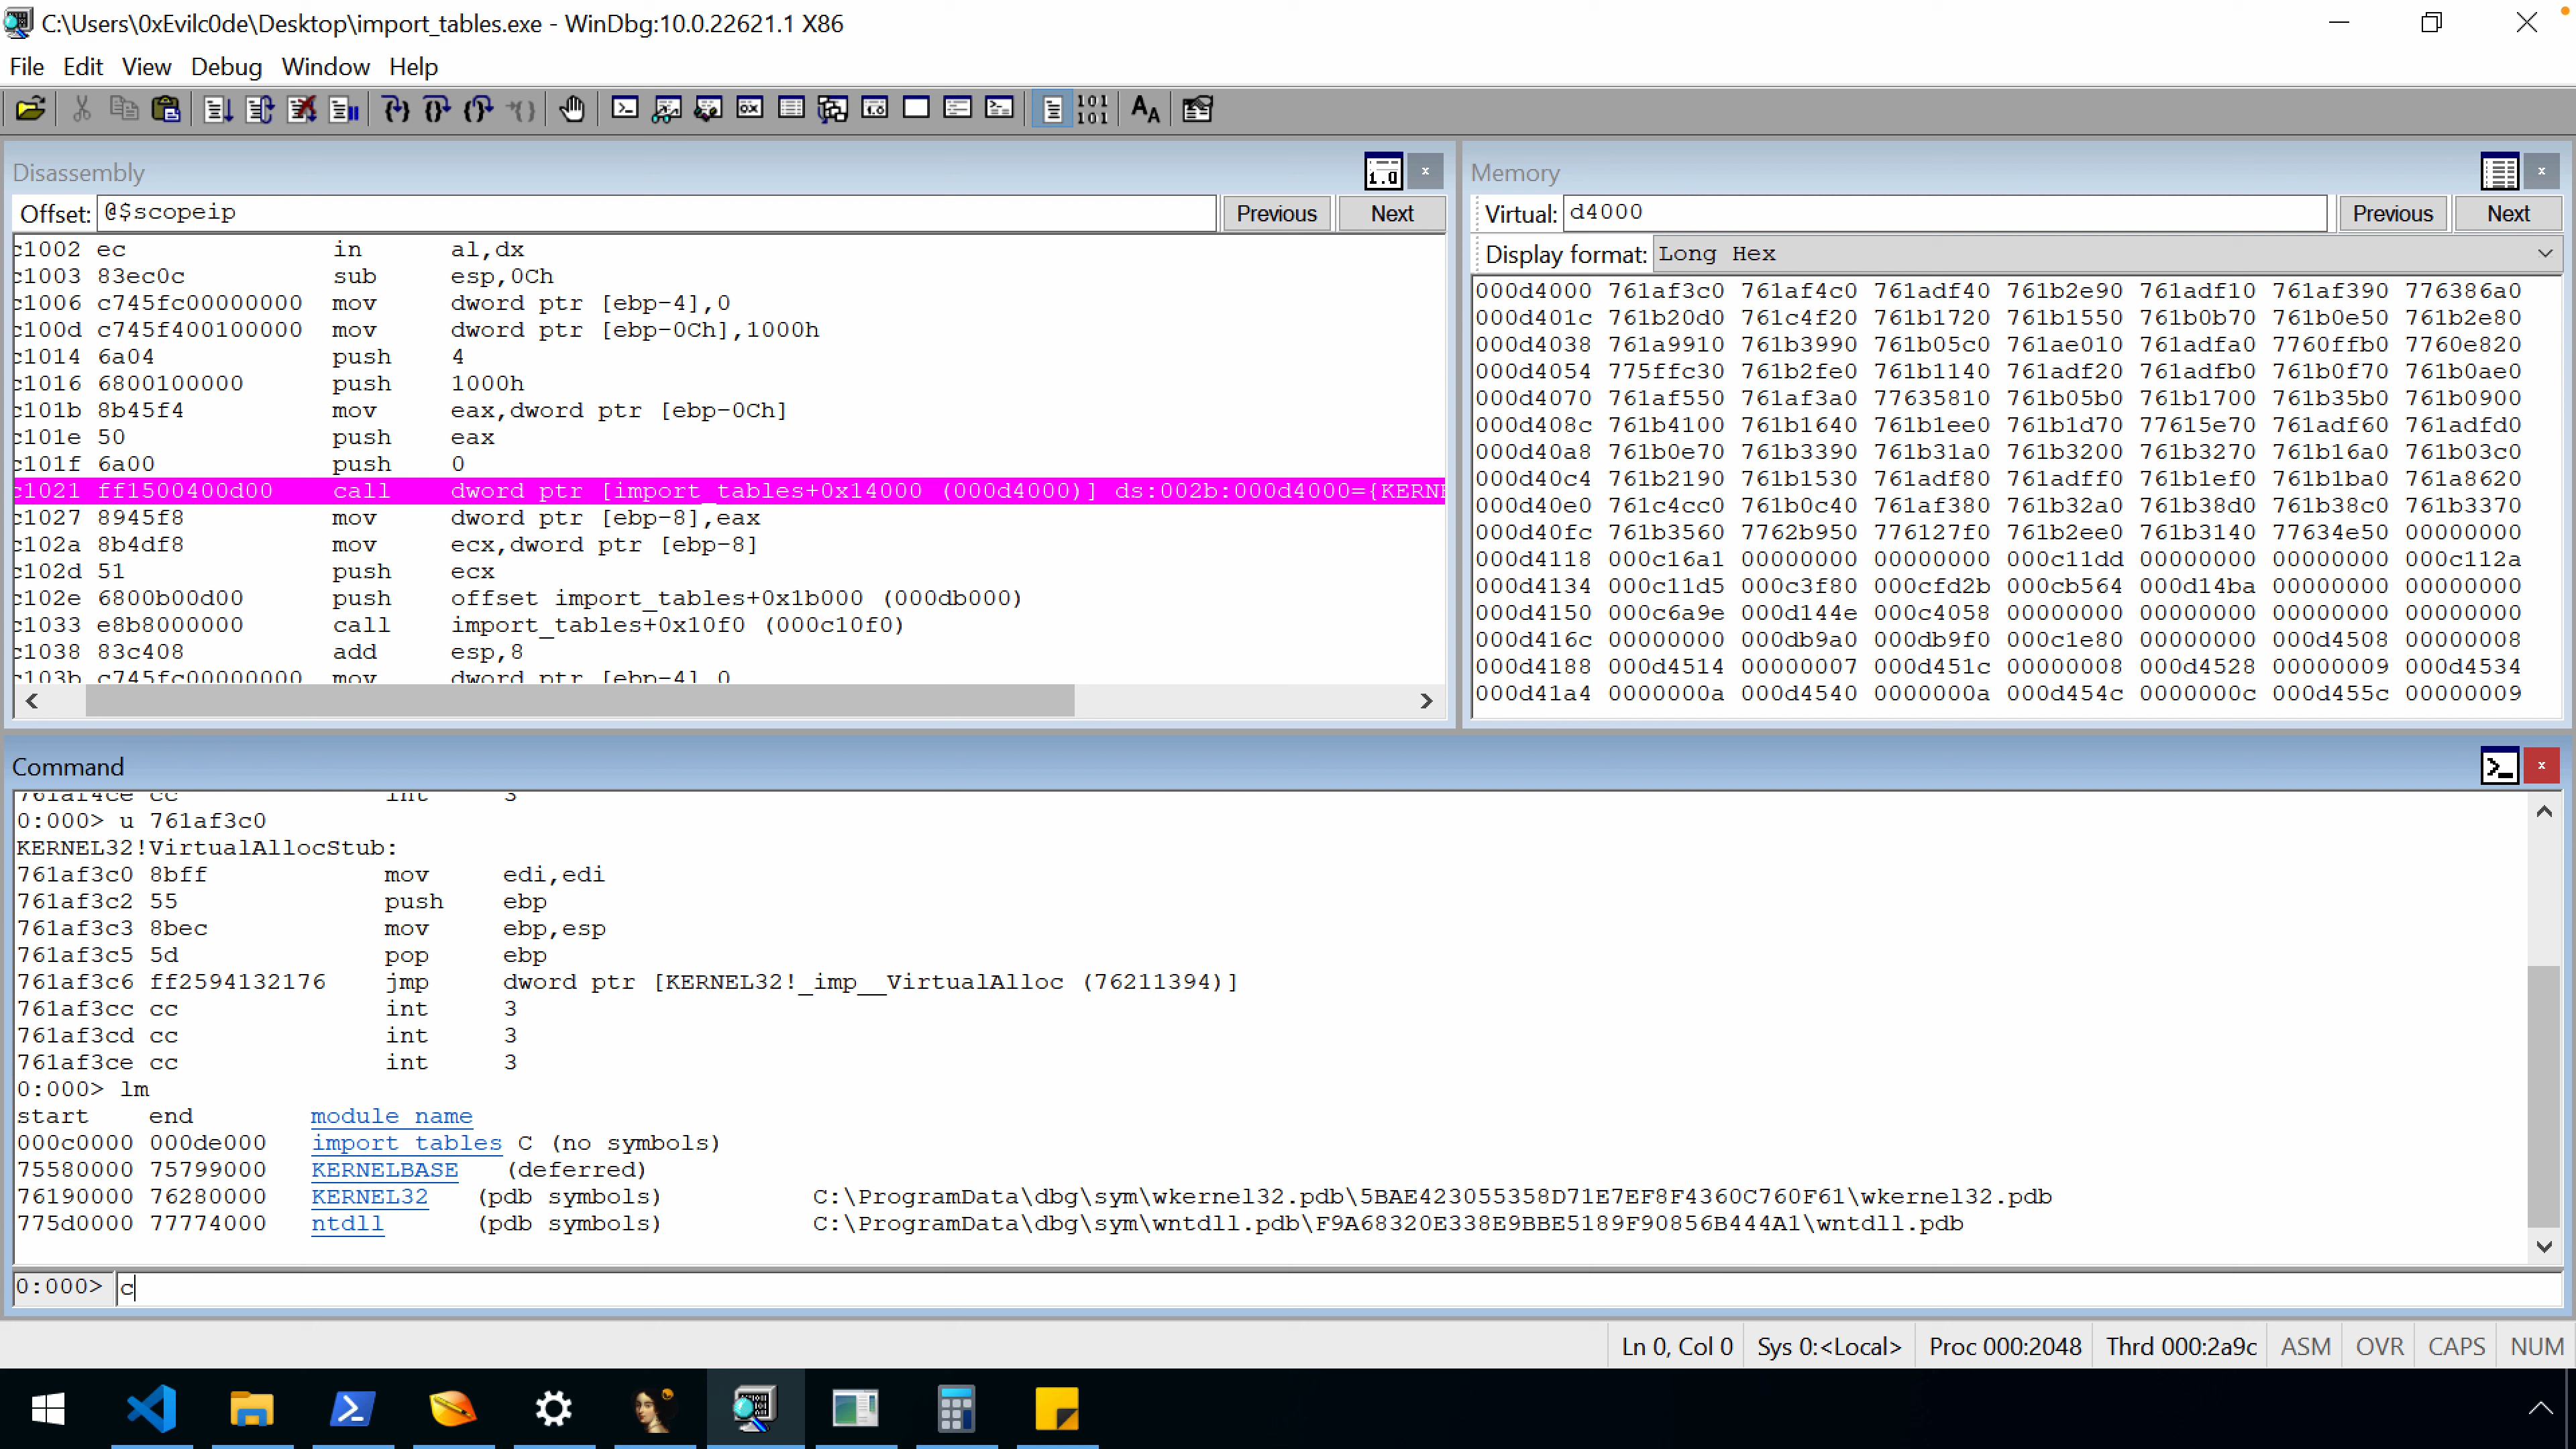 C:\Users\0xEvilc0de\Desktop\import_tables.exe - WinDbg:10.0.22621.1 X86
File Edit View Debug Window Help
Disassembly
Offset: @$scopeip Previous Next
c1002 ec in al,dx
c1003 83ec0c sub esp,0Ch
c1006 c745fc00000000 mov dword ptr [ebp-4],0
c100d c745f400100000 mov dword ptr [ebp-0Ch],1000h
c1014 6a04 push 4
c1016 6800100000 push 1000h
c101b 8b45f4 mov eax,dword ptr [ebp-0Ch]
c101e 50 push eax
c101f 6a00 push 0
c1021 ff1500400d00 call dword ptr [import_tables+0x14000 (000d4000)] ds:002b:000d4000={KERN
c1027 8945f8 mov dword ptr [ebp-8],eax
c102a 8b4df8 mov ecx,dword ptr [ebp-8]
c102d 51 push ecx
c102e 6800b00d00 push offset import_tables+0x1b000 (000db000)
c1033 e8b8000000 call import_tables+0x10f0 (000c10f0)
c1038 83c408 add esp,8
c103b c745fc00000000 mov dword ptr [ebp-4],0
Memory
Virtual: d4000 Previous Next
Display format: Long Hex
000d4000 761af3c0 761af4c0 761adf40 761b2e90 761adf10 761af390 776386a0
000d401c 761b20d0 761c4f20 761b1720 761b1550 761b0b70 761b0e50 761b2e80
000d4038 761a9910 761b3990 761b05c0 761ae010 761adfa0 7760ffb0 7760e820
000d4054 775ffc30 761b2fe0 761b1140 761adf20 761adfb0 761b0f70 761b0ae0
000d4070 761af550 761af3a0 77635810 761b05b0 761b1700 761b35b0 761b0900
000d408c 761b4100 761b1640 761b1ee0 761b1d70 77615e70 761adf60 761adfd0
000d40a8 761b0e70 761b3390 761b31a0 761b3200 761b3270 761b16a0 761b03c0
000d40c4 761b2190 761b1530 761adf80 761adff0 761b1ef0 761b1ba0 761a8620
000d40e0 761c4cc0 761b0c40 761af380 761b32a0 761b38d0 761b38c0 761b3370
000d40fc 761b3560 7762b950 776127f0 761b2ee0 761b3140 77634e50 00000000
000d4118 000c16a1 00000000 00000000 000c11dd 00000000 00000000 000c112a
000d4134 000c11d5 000c3f80 000cfd2b 000cb564 000d14ba 00000000 00000000
000d4150 000c6a9e 000d144e 000c4058 00000000 00000000 00000000 00000000
000d416c 00000000 000db9a0 000db9f0 000c1e80 00000000 000d4508 00000008
000d4188 000d4514 00000007 000d451c 00000008 000d4528 00000009 000d4534
000d41a4 0000000a 000d4540 0000000a 000d454c 0000000c 000d455c 00000009
Command
761af4ce cc int 3
0:000> u 761af3c0
KERNEL32!VirtualAllocStub:
761af3c0 8bff mov edi,edi
761af3c2 55 push ebp
761af3c3 8bec mov ebp,esp
761af3c5 5d pop ebp
761af3c6 ff2594132176 jmp dword ptr [KERNEL32!_imp__VirtualAlloc (76211394)]
761af3cc cc int 3
761af3cd cc int 3
761af3ce cc int 3
0:000> lm
start end module name
000c0000 000de000 import_tables C (no symbols)
75580000 75799000 KERNELBASE (deferred)
76190000 76280000 KERNEL32 (pdb symbols) C:\ProgramData\dbg\sym\wkernel32.pdb\5BAE423055358D71E7EF8F4360C760F61\wkernel32.pdb
775d0000 77774000 ntdll (pdb symbols) C:\ProgramData\dbg\sym\wntdll.pdb\F9A68320E338E9BBE5189F90856B444A1\wntdll.pdb
0:000> c
Ln 0, Col 0 Sys 0:<Local> Proc 000:2048 Thrd 000:2a9c ASM OVR CAPS NUM